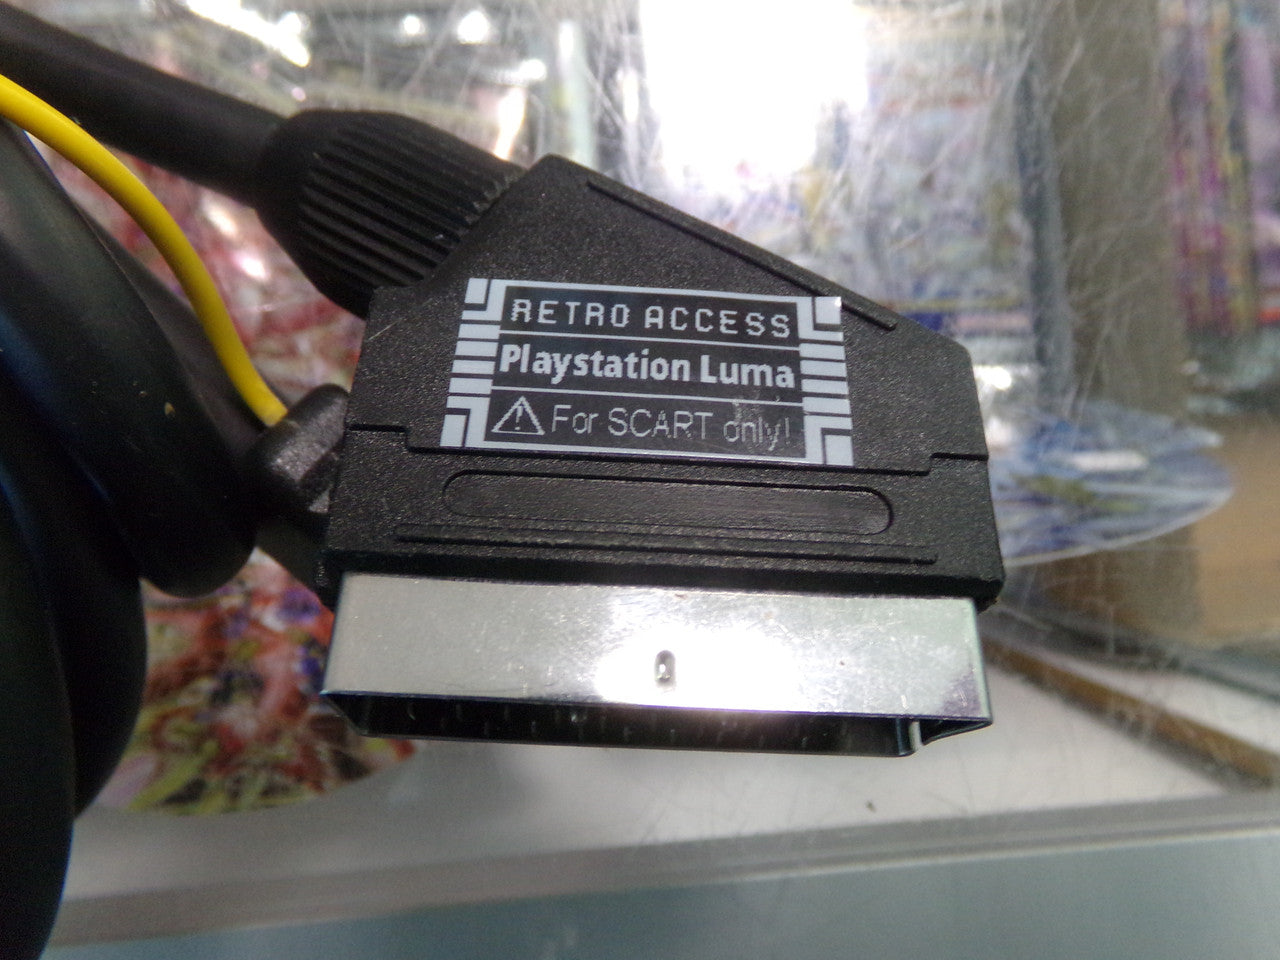 RETRO ACCESS
Playstation Luma
For SCART only!